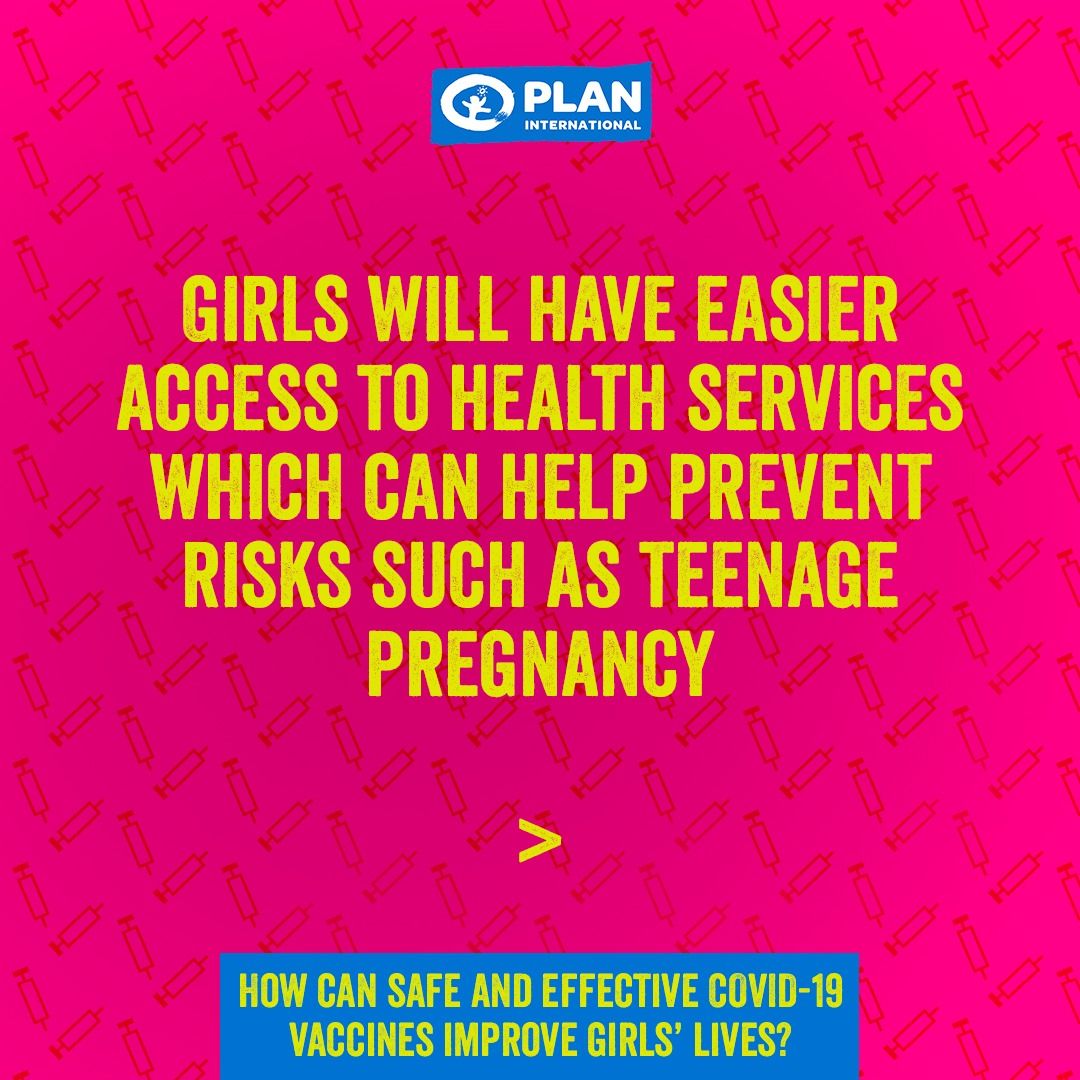 PLAN
INTERNATIONAL
GIRLS WILL HAVE EASIER
ACCESS TO HEALTH SERVICES
WHICH CAN HELP PREVENT
RISKS SUCH AS TEENAGE
PREGNANCY
>
HOW CAN SAFE AND EFFECTIVE COVID-19
VACCINES IMPROVE GIRLS’ LIVES?